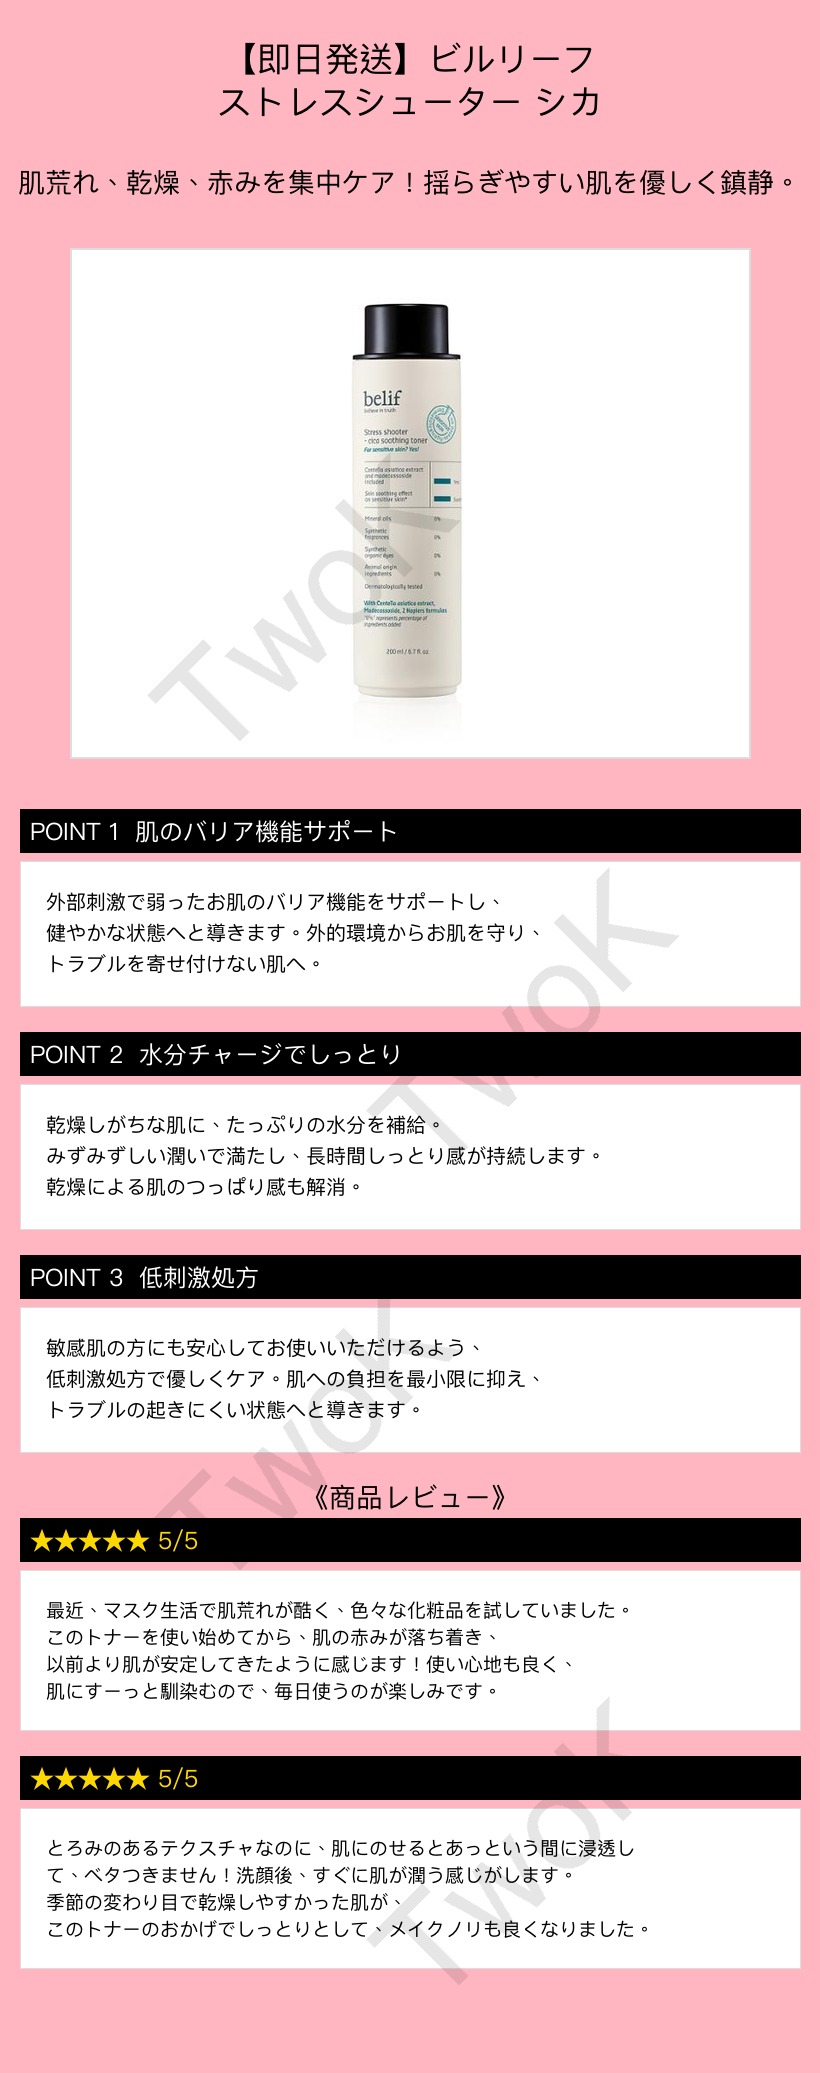 【即日発送】ビルリーフ
ストレスシューター シカ
肌荒れ、乾燥、赤みを集中ケア！揺らぎやすい肌を優しく鎮静。
belif
believe in truth
Stress shooter
- cica soothing toner
For sensitive skin? Yes!
Centella asiatica extract
and madecassoside
included
Skin soothing effect
on sensitive skin*
Mineral oils 0%
Synthetic
fragrances 0%
Synthetic
organic dyes 0%
Animal origin
ingredients 0%
Dermatologically tested
With Centella asiatica extract,
Madecassoside, 2 Napiers formulas
"0%" represents percentage of
ingredients added
200 ml / 6.7 fl. oz.
TwoK
POINT 1 肌のバリア機能サポート
外部刺激で弱ったお肌のバリア機能をサポートし、
健やかな状態へと導きます。外的環境からお肌を守り、
トラブルを寄せ付けない肌へ。
TwoK
POINT 2 水分チャージでしっとり
乾燥しがちな肌に、たっぷりの水分を補給。
みずみずしい潤いで満たし、長時間しっとり感が持続します。
乾燥による肌のつっぱり感も解消。
POINT 3 低刺激処方
敏感肌の方にも安心してお使いいただけるよう、
低刺激処方で優しくケア。肌への負担を最小限に抑え、
トラブルの起きにくい状態へと導きます。
TwoK
《商品レビュー》
★★★★★ 5/5
最近、マスク生活で肌荒れが酷く、色々な化粧品を試していました。
このトナーを使い始めてから、肌の赤みが落ち着き、
以前より肌が安定してきたように感じます！使い心地も良く、
肌にすーっと馴染むので、毎日使うのが楽しみです。
★★★★★ 5/5
とろみのあるテクスチャなのに、肌にのせるとあっという間に浸透し
て、ベタつきません！洗顔後、すぐに肌が潤う感じがします。
季節の変わり目で乾燥しやすかった肌が、
このトナーのおかげでしっとりとして、メイクノリも良くなりました。
TwoK